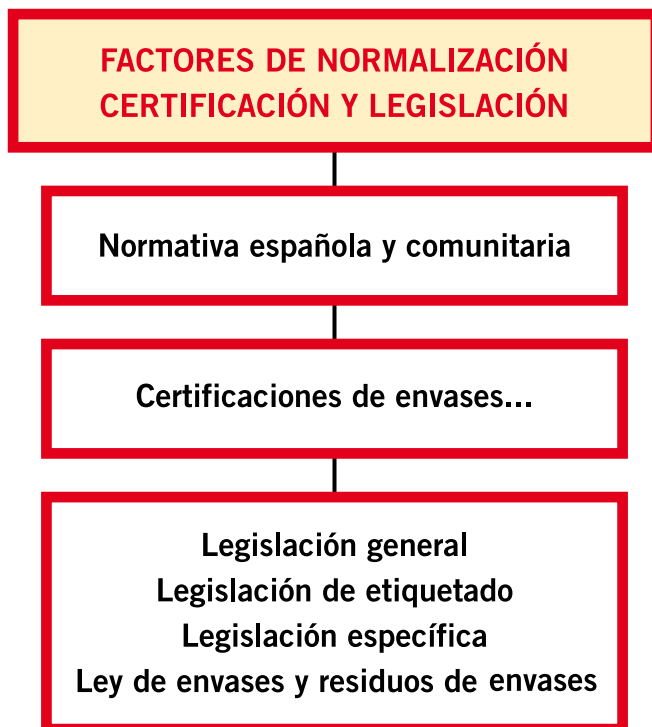 FACTORES DE NORMALIZACIÓN
CERTIFICACIÓN Y LEGISLACIÓN
Normativa española y comunitaria
Certificaciones de envases...
Legislación general
Legislación de etiquetado
Legislación específica
Ley de envases y residuos de envases